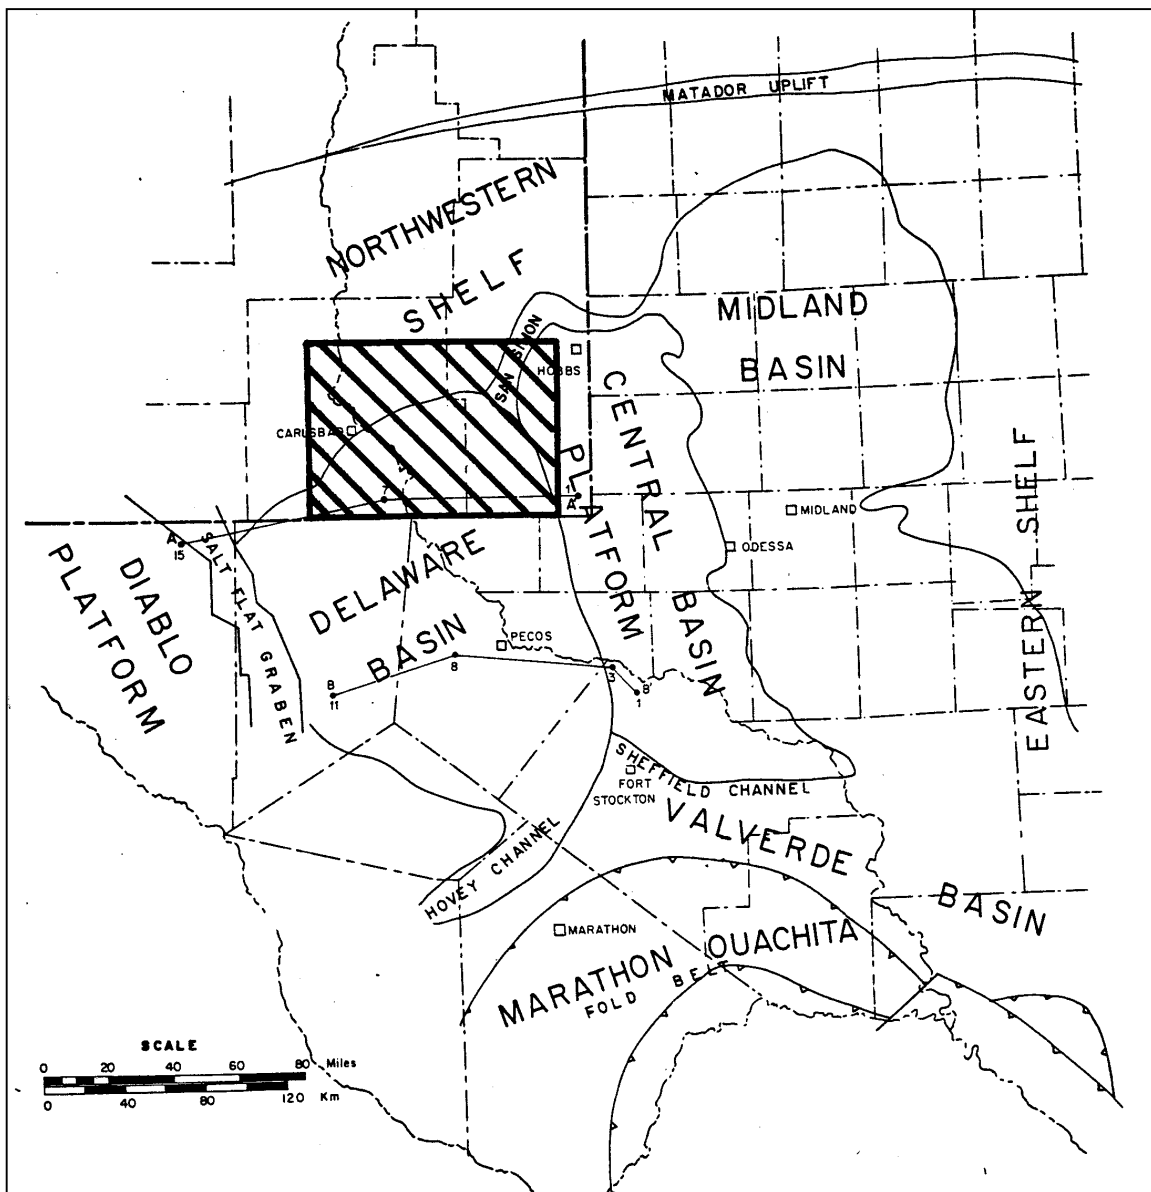 MATADOR UPLIFT
NORTHWESTERN
SHELF
SAN SIMON
HOBBS
MIDLAND
BASIN
CARLSBAD
CENTRAL
BASIN
PLATFORM
A'
MIDLAND
ODESSA
EASTERN SHELF
A
15
SALT FLAT GRABEN
DIABLO
PLATFORM
DELAWARE
BASIN
PECOS
B
11
8
3
B'
1
SHEFFIELD CHANNEL
FORT
STOCKTON
VALVERDE
BASIN
HOVEY CHANNEL
MARATHON
MARATHON OUACHITA
FOLD BELT
SCALE
0 20 40 60 80 Miles
0 40 80 120 Km